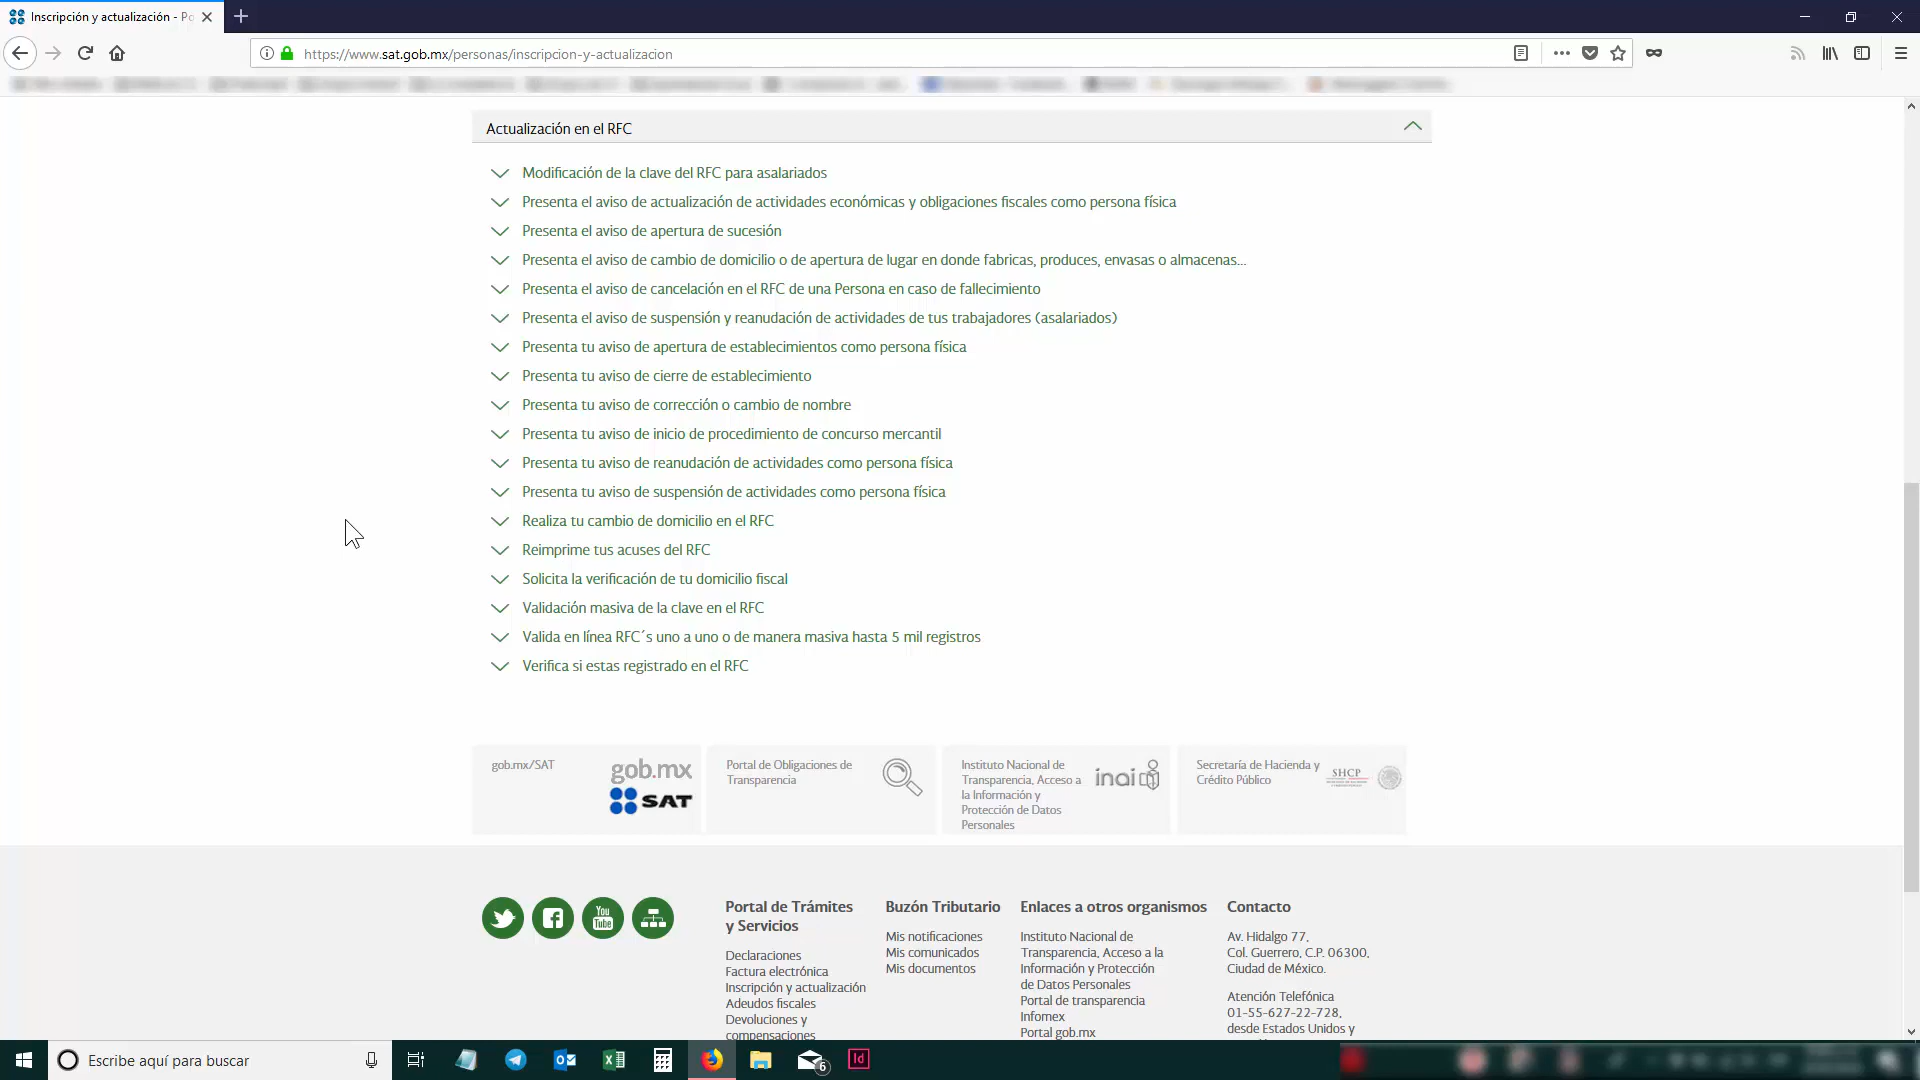 Inscripción y actualización - Po
https://www.sat.gob.mx/personas/inscripcion-y-actualizacion
Actualización en el RFC
Modificación de la clave del RFC para asalariados
Presenta el aviso de actualización de actividades económicas y obligaciones fiscales como persona física
Presenta el aviso de apertura de sucesión
Presenta el aviso de cambio de domicilio o de apertura de lugar en donde fabricas, produces, envasas o almacenas...
Presenta el aviso de cancelación en el RFC de una Persona en caso de fallecimiento
Presenta el aviso de suspensión y reanudación de actividades de tus trabajadores (asalariados)
Presenta tu aviso de apertura de establecimientos como persona física
Presenta tu aviso de cierre de establecimiento
Presenta tu aviso de corrección o cambio de nombre
Presenta tu aviso de inicio de procedimiento de concurso mercantil
Presenta tu aviso de reanudación de actividades como persona física
Presenta tu aviso de suspensión de actividades como persona física
Realiza tu cambio de domicilio en el RFC
Reimprime tus acuses del RFC
Solicita la verificación de tu domicilio fiscal
Validación masiva de la clave en el RFC
Valida en línea RFC´s uno a uno o de manera masiva hasta 5 mil registros
Verifica si estas registrado en el RFC
gob.mx/SAT
gob.mx
SAT
Portal de Obligaciones de
Transparencia
Instituto Nacional de
Transparencia, Acceso a
la Información y
Protección de Datos
Personales
inai
Secretaría de Hacienda y
Crédito Público
SHCP
You
Tube
Portal de Trámites
y Servicios
Declaraciones
Factura electrónica
Inscripción y actualización
Adeudos fiscales
Devoluciones y
compensaciones
Buzón Tributario
Mis notificaciones
Mis comunicados
Mis documentos
Enlaces a otros organismos
Instituto Nacional de
Transparencia, Acceso a la
Información y Protección
de Datos Personales
Portal de transparencia
Infomex
Portal gob.mx
Contacto
Av. Hidalgo 77,
Col. Guerrero, C.P. 06300,
Ciudad de México.
Atención Telefónica
01-55-627-22-728,
desde Estados Unidos y
Escribe aquí para buscar
6
Id